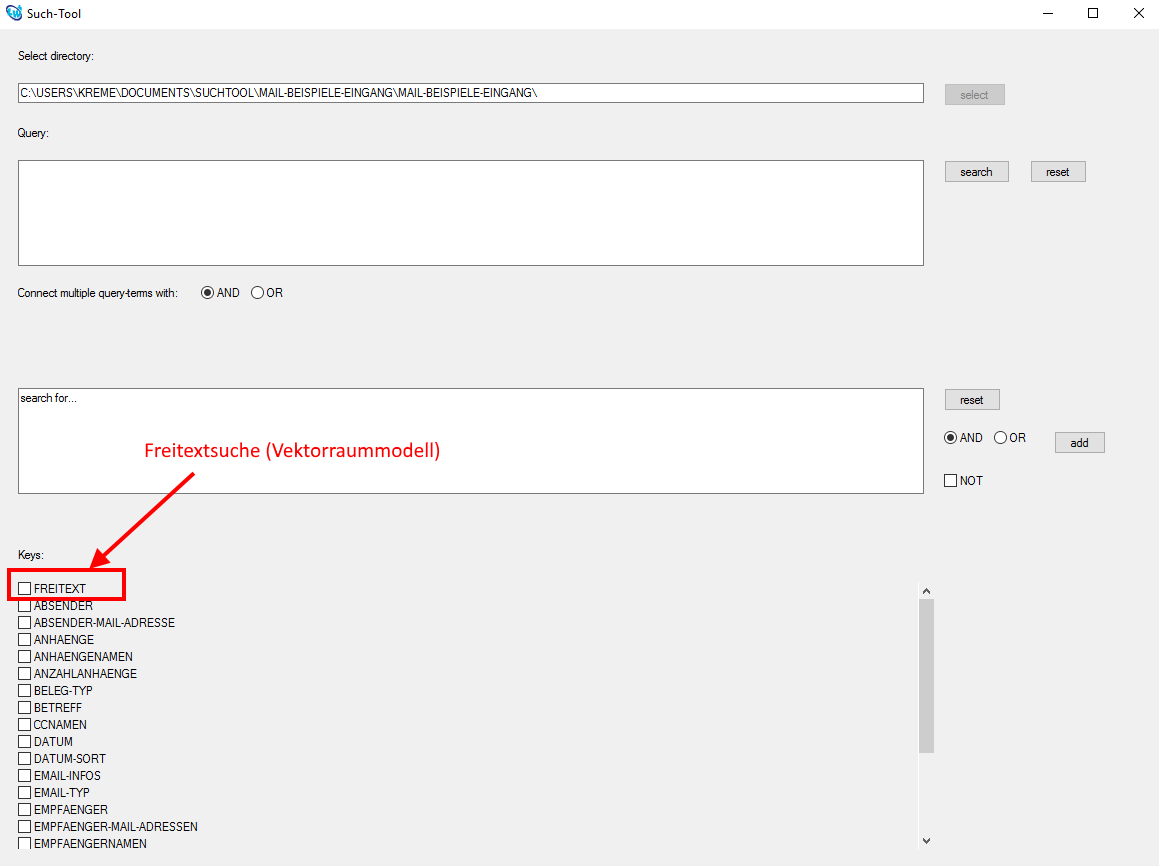 Such-Tool
Select directory:
C:\USERS\KREME\DOCUMENTS\SUCHTOOL\MAIL-BEISPIELE-EINGANG\MAIL-BEISPIELE-EINGANG\
select
Query:
search
reset
Connect multiple query-terms with:
AND
OR
search for...
reset
AND
OR
add
NOT
Freitextsuche (Vektorraummodell)
Keys:
FREITEXT
ABSENDER
ABSENDER-MAIL-ADRESSE
ANHAENGE
ANHAENGENAMEN
ANZAHLANHAENGE
BELEG-TYP
BETREFF
CCNAMEN
DATUM
DATUM-SORT
EMAIL-INFOS
EMAIL-TYP
EMPFAENGER
EMPFAENGER-MAIL-ADRESSEN
EMPFAENGERNAMEN